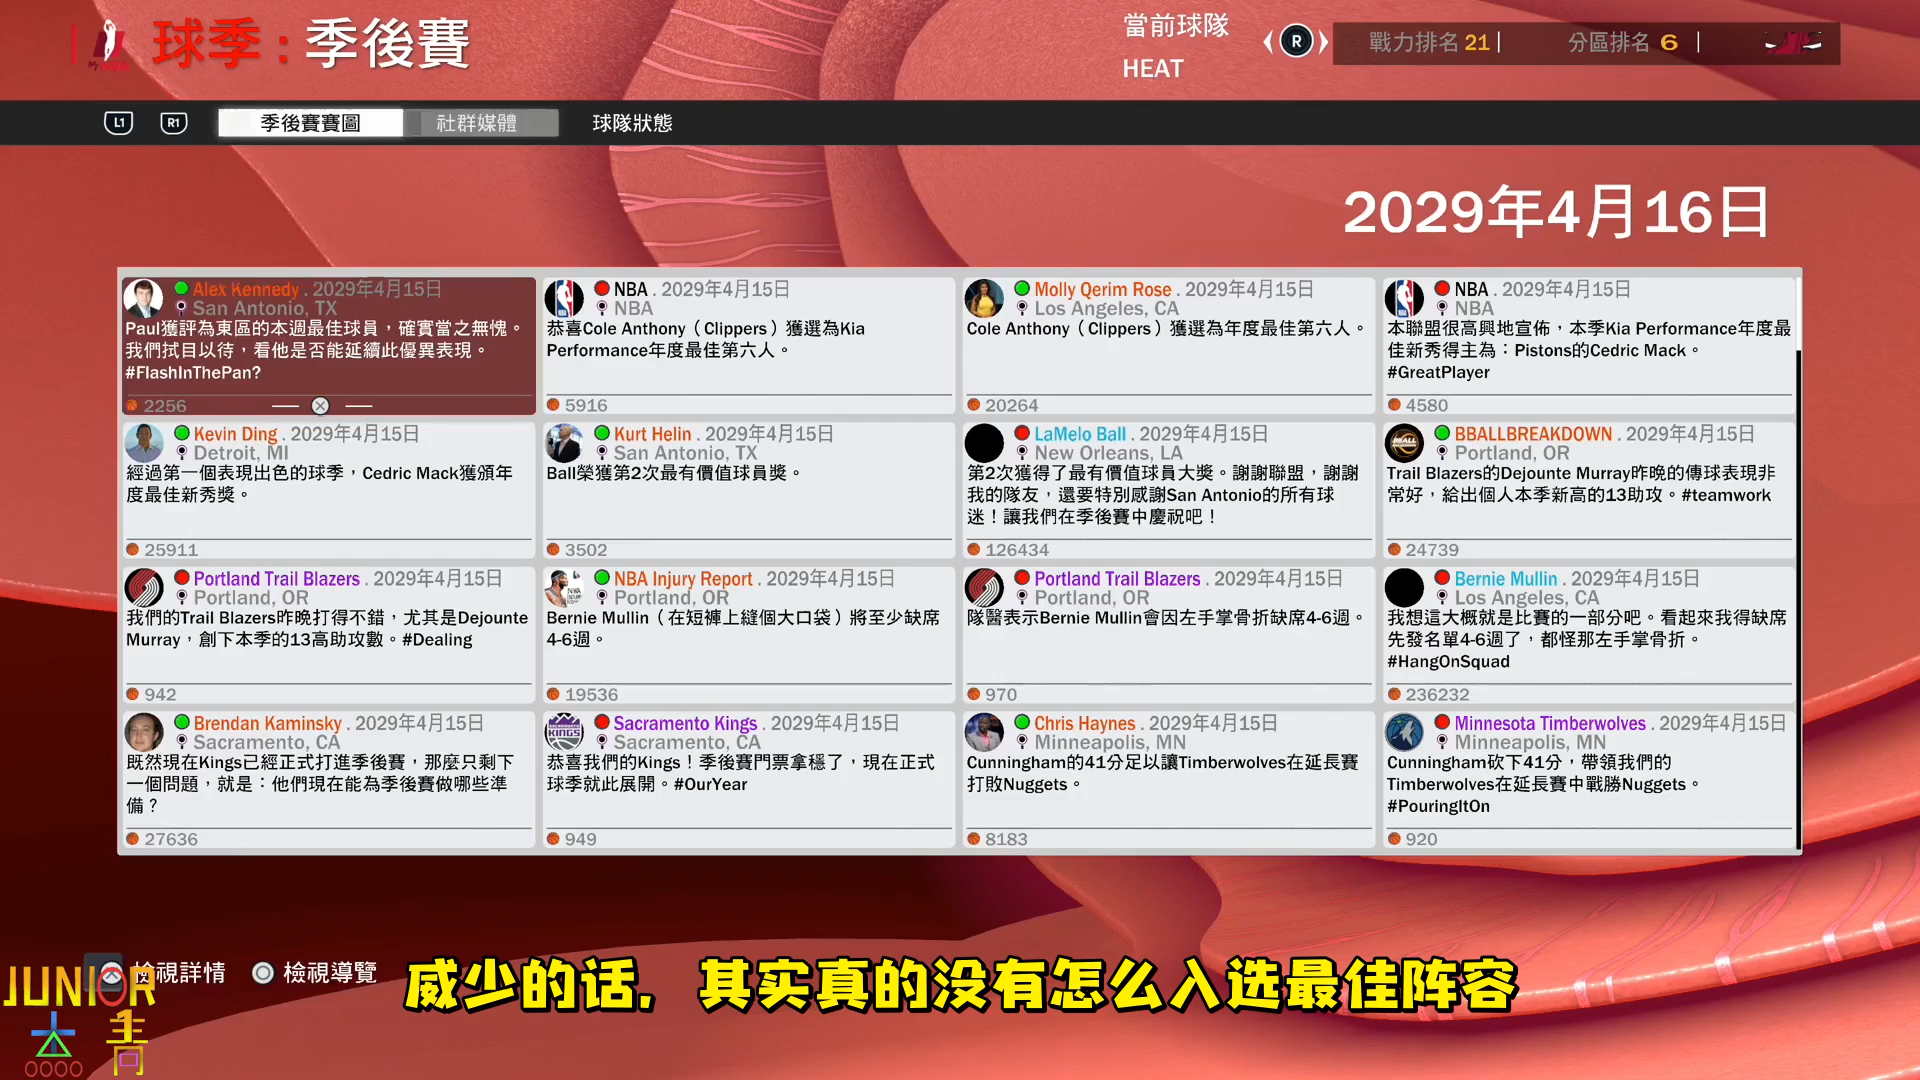 球季：季後賽
當前球隊
HEAT
R
戰力排名 21
分區排名 6
L1 R1 季後賽賽圖 社群媒體 球隊狀態
2029年4月16日
Alex Kennedy . 2029年4月15日
San Antonio, TX
Paul獲評為東區的本週最佳球員，確實當之無愧。
我們拭目以待，看他是否能延續此優異表現。
#FlashInThePan?
2256
NBA . 2029年4月15日
NBA
恭喜Cole Anthony（Clippers）獲選為Kia
Performance年度最佳第六人。
5916
Molly Qerim Rose . 2029年4月15日
Los Angeles, CA
Cole Anthony（Clippers）獲選為年度最佳第六人。
20264
NBA . 2029年4月15日
NBA
本聯盟很高興地宣佈，本季Kia Performance年度最
佳新秀得主為：Pistons的Cedric Mack。
#GreatPlayer
4580
Kevin Ding . 2029年4月15日
Detroit, MI
經過第一個表現出色的球季，Cedric Mack獲頒年
度最佳新秀獎。
25911
Kurt Helin . 2029年4月15日
San Antonio, TX
Ball榮獲第2次最有價值球員獎。
3502
LaMelo Ball . 2029年4月15日
New Orleans, LA
第2次獲得了最有價值球員大獎。謝謝聯盟，謝謝
我的隊友，還要特別感謝San Antonio的所有球
迷！讓我們在季後賽中慶祝吧！
126434
BBALLBREAKDOWN . 2029年4月15日
Portland, OR
Trail Blazers的Dejounte Murray昨晚的傳球表現非
常好，給出個人本季新高的13助攻。#teamwork
24739
Portland Trail Blazers . 2029年4月15日
Portland, OR
我們的Trail Blazers昨晚打得不錯，尤其是Dejounte
Murray，創下本季的13高助攻數。#Dealing
942
NBA Injury Report . 2029年4月15日
Portland, OR
Bernie Mullin（在短褲上縫個大口袋）將至少缺席
4-6週。
19536
Portland Trail Blazers . 2029年4月15日
Portland, OR
隊醫表示Bernie Mullin會因左手掌骨折缺席4-6週。
970
Bernie Mullin . 2029年4月15日
Los Angeles, CA
我想這大概就是比賽的一部分吧。看起來我得缺席
先發名單4-6週了，都怪那左手掌骨折。
#HangOnSquad
236232
Brendan Kaminsky . 2029年4月15日
Sacramento, CA
既然現在Kings已經正式打進季後賽，那麼只剩下
一個問題，就是：他們現在能為季後賽做哪些準
備？
27636
Sacramento Kings . 2029年4月15日
Sacramento, CA
恭喜我們的Kings！季後賽門票拿穩了，現在正式
球季就此展開。#OurYear
949
Chris Haynes . 2029年4月15日
Minneapolis, MN
Cunningham的41分足以讓Timberwolves在延長賽
打敗Nuggets。
8183
Minnesota Timberwolves . 2029年4月15日
Minneapolis, MN
Cunningham砍下41分，帶領我們的
Timberwolves在延長賽中戰勝Nuggets。
#PouringItOn
920
檢視詳情 檢視導覽
JUNIOR
威少的话，其实真的没有怎么入选最佳阵容